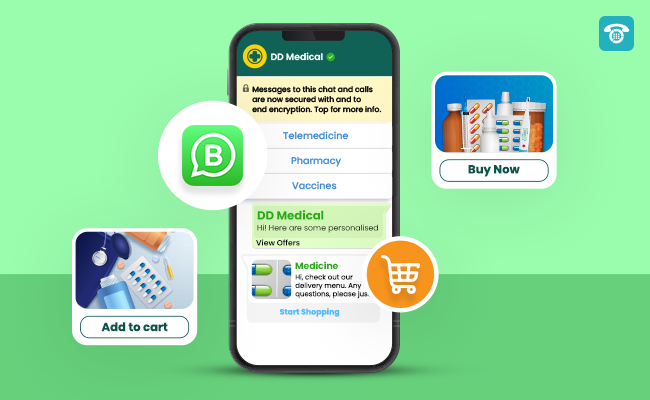 DD Medical
Messages to this chat and calls
are now secured with and to
end encryption. Top for more info.
Telemedicine
Pharmacy
Vaccines
B
DD Medical
Hi! Here are some personalised
View Offers
Medicine
Hi, check out our
delivery menu. Any
questions, please jus.
Start Shopping
Buy Now
Add to cart